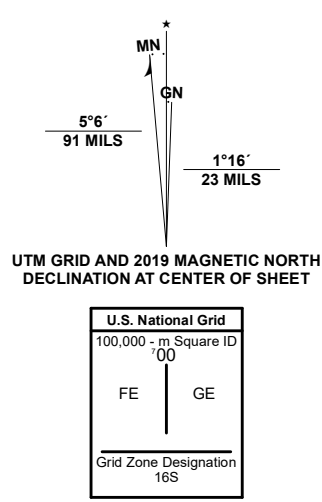 ★
MN
GN
5°6´
91 MILS
1°16´
23 MILS
UTM GRID AND 2019 MAGNETIC NORTH
DECLINATION AT CENTER OF SHEET
U.S. National Grid
100,000 - m Square ID
⁷00
FE GE
Grid Zone Designation
16S